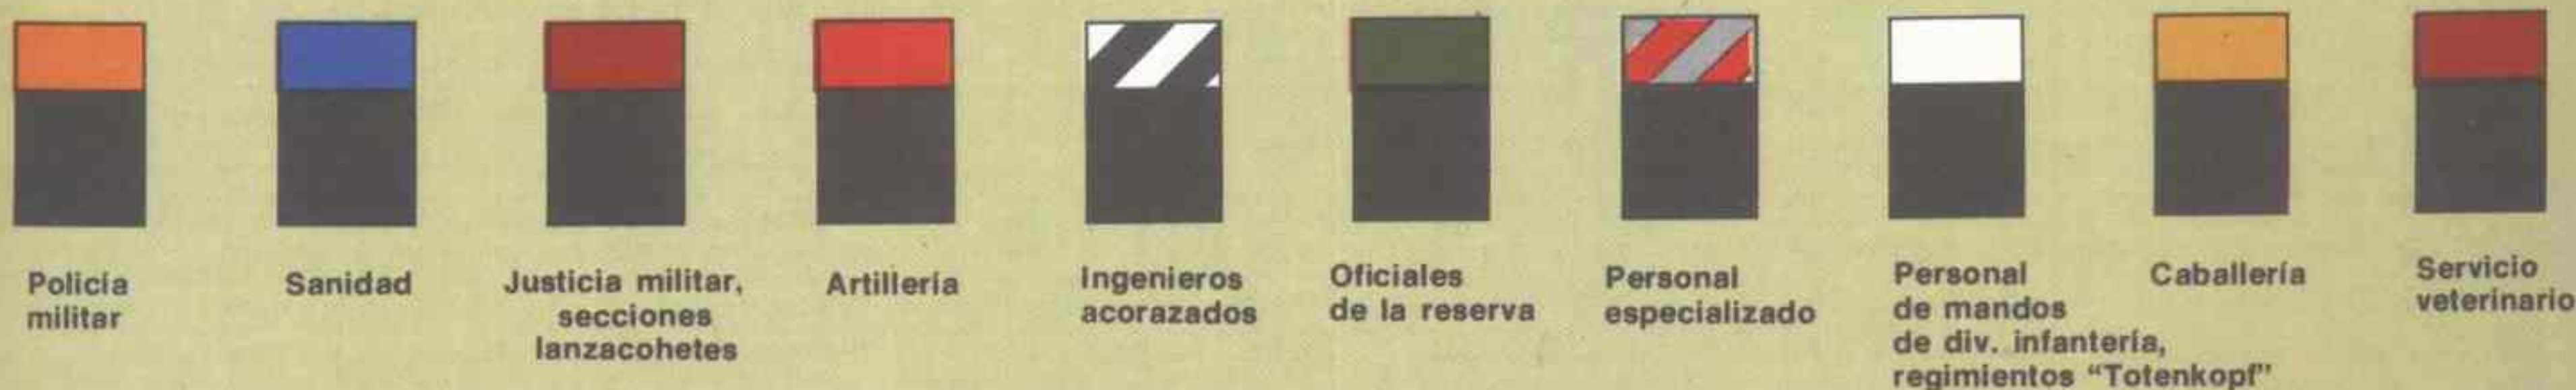 Policía
militar
Sanidad
Justicia militar,
secciones
lanzacohetes
Artillería
Ingenieros
acorazados
Oficiales
de la reserva
Personal
especializado
Personal
de mandos
de div. infantería,
regimientos "Totenkopf"
Caballería
Servicio
veterinario